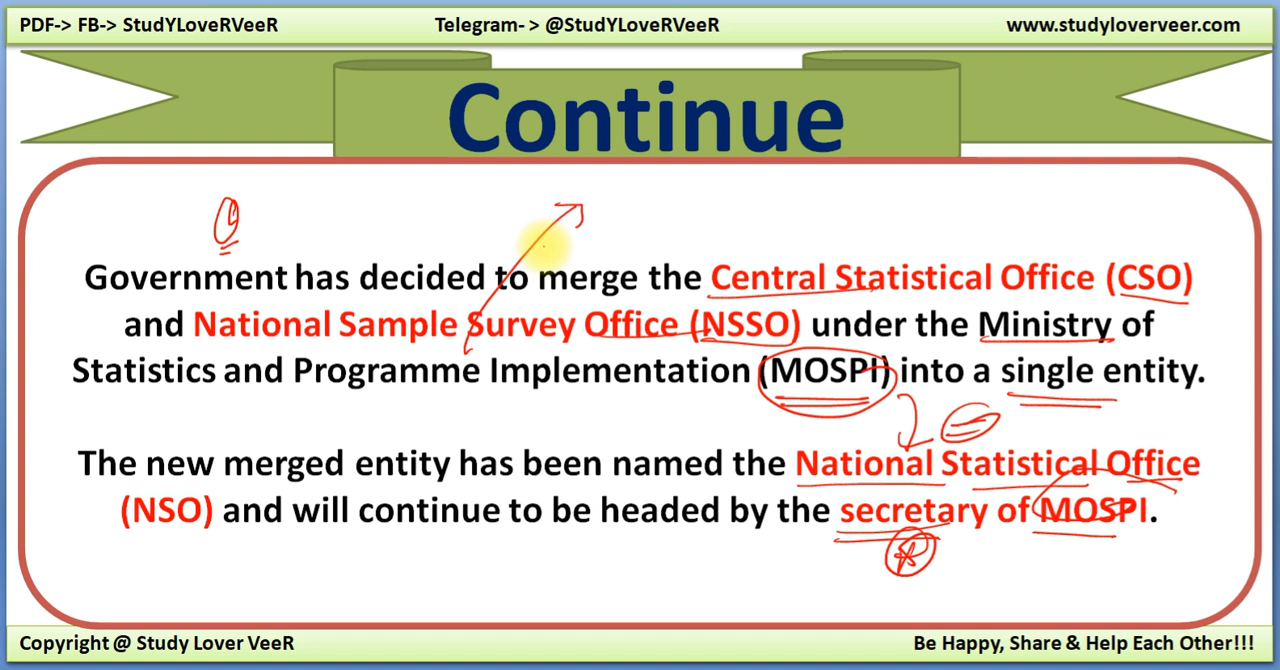 PDF-> FB-> StudYLoveRVeeR Telegram- > @StudYLoveRVeeR www.studyloverveer.com
Continue
Government has decided to merge the Central Statistical Office (CSO)
and National Sample Survey Office (NSSO) under the Ministry of
Statistics and Programme Implementation (MOSPI) into a single entity.
The new merged entity has been named the National Statistical Office
(NSO) and will continue to be headed by the secretary of MOSPI.
Copyright @ Study Lover VeeR Be Happy, Share & Help Each Other!!!